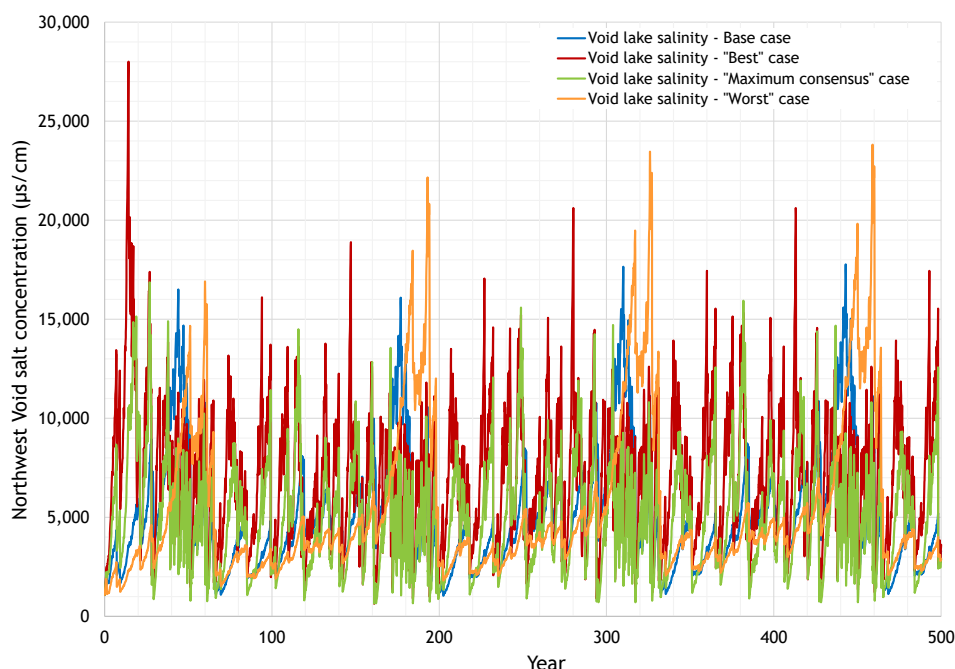 30,000
25,000
20,000
15,000
10,000
5,000
0
Northwest Void salt concentration (µs/cm)
Void lake salinity - Base case
Void lake salinity - "Best" case
Void lake salinity - "Maximum consensus" case
Void lake salinity - "Worst" case
0 100 200 300 400 500
Year